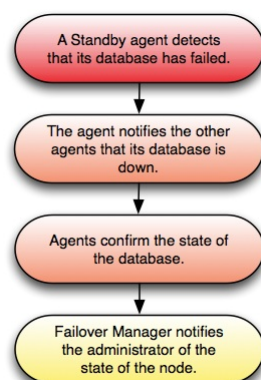 A Standby agent detects
that its database has failed.
The agent notifies the other
agents that its database is
down.
Agents confirm the state of
the database.
Failover Manager notifies
the administrator of the
state of the node.